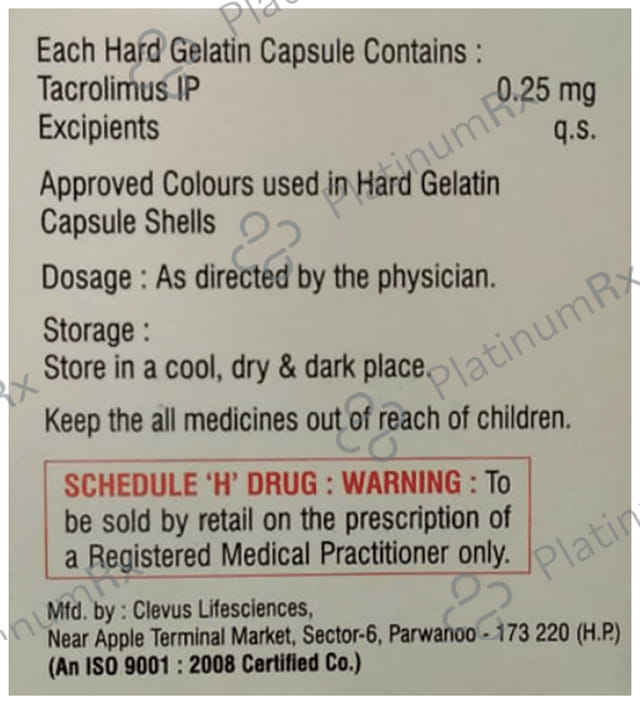 Each Hard Gelatin Capsule Contains :
Tacrolimus IP 0.25 mg
Excipients q.s.
Approved Colours used in Hard Gelatin
Capsule Shells
Dosage : As directed by the physician.
Storage :
Store in a cool, dry & dark place.
Keep the all medicines out of reach of children.
SCHEDULE 'H' DRUG : WARNING : To
be sold by retail on the prescription of
a Registered Medical Practitioner only.
Mfd. by : Clevus Lifesciences,
Near Apple Terminal Market, Sector-6, Parwanoo - 173 220 (H.P.)
(An ISO 9001 : 2008 Certified Co.)
PlatinumRx
PlatinumRx